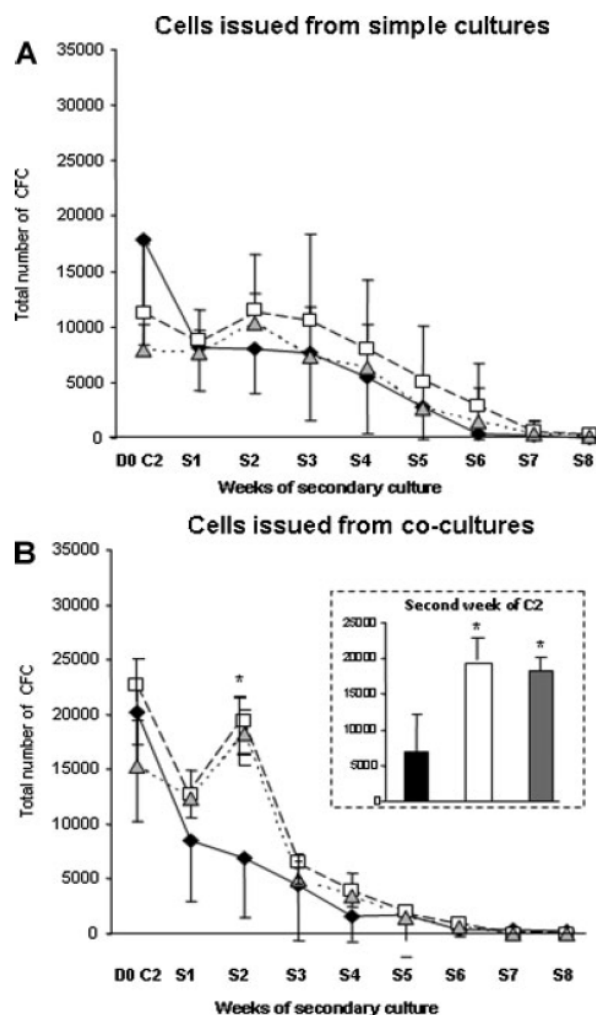 Cells issued from simple cultures
A
35000
30000
25000
20000
15000
10000
5000
0
Total number of CFC
D0 C2 S1 S2 S3 S4 S5 S6 S7 S8
Weeks of secondary culture
Cells issued from co-cultures
B
35000
30000
25000
20000
15000
10000
5000
0
Total number of CFC
*
Second week of C2
25000
20000
15000
10000
5000
0
* *
D0 C2 S1 S2 S3 S4 S5 S6 S7 S8
Weeks of secondary culture